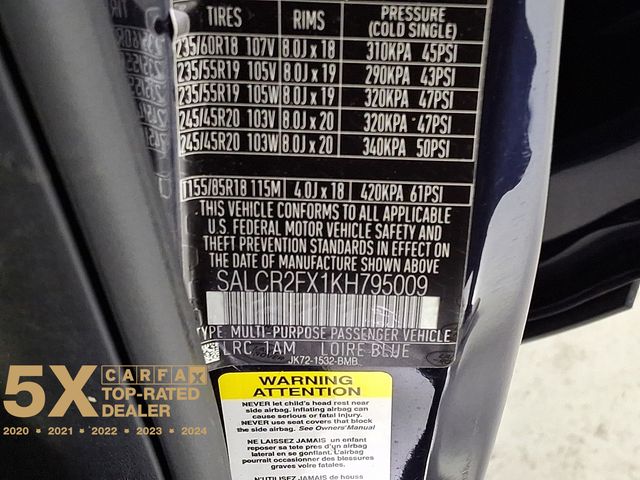 TIRES RIMS PRESSURE (COLD SINGLE)
235/60R18 107V 8.0J x 18 310KPA 45PSI
235/55R19 105V 8.0J x 19 290KPA 43PSI
235/55R19 105W 8.0J x 19 320KPA 47PSI
245/45R20 103V 8.0J x 20 320KPA 47PSI
245/45R20 103W 8.0J x 20 340KPA 50PSI
T155/85R18 115M 4.0J x 18 420KPA 61PSI
THIS VEHICLE CONFORMS TO ALL APPLICABLE
U.S. FEDERAL MOTOR VEHICLE SAFETY AND
THEFT PREVENTION STANDARDS IN EFFECT ON
THE DATE OF MANUFACTURE SHOWN ABOVE
SALCR2FX1KH795009
TYPE MULTI-PURPOSE PASSENGER VEHICLE
LRC 1AM LOIRE BLUE
JK72-1532-BMB
WARNING
ATTENTION
NEVER let child's head rest near
side airbag. inflating airbag can
cause serious or fatal injury.
NEVER use seat covers that block
the side airbag. See Owners' Manual
NE LAISSEZ JAMAIS un enfant
reposer sa tête près d'un airbag
latéral en se gonflant. L'airbag
pourrait occasionner des blessures
graves voire fatales.
N'UTILISEZ JAMAIS de houss
5X CARFAX
TOP-RATED
DEALER
2020 • 2021 • 2022 • 2023 • 2024